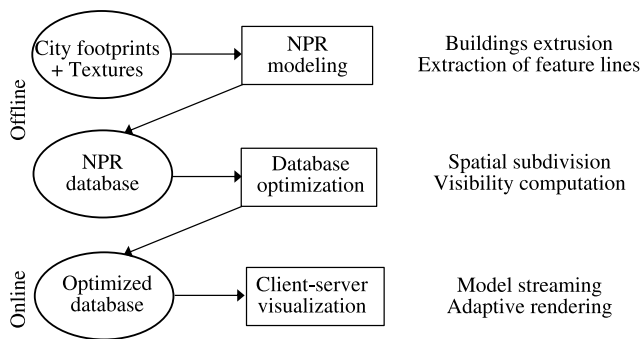 City footprints
+ Textures
NPR
modeling
Buildings extrusion
Extraction of feature lines
Offline
NPR
database
Database
optimization
Spatial subdivision
Visibility computation
Online
Optimized
database
Client-server
visualization
Model streaming
Adaptive rendering